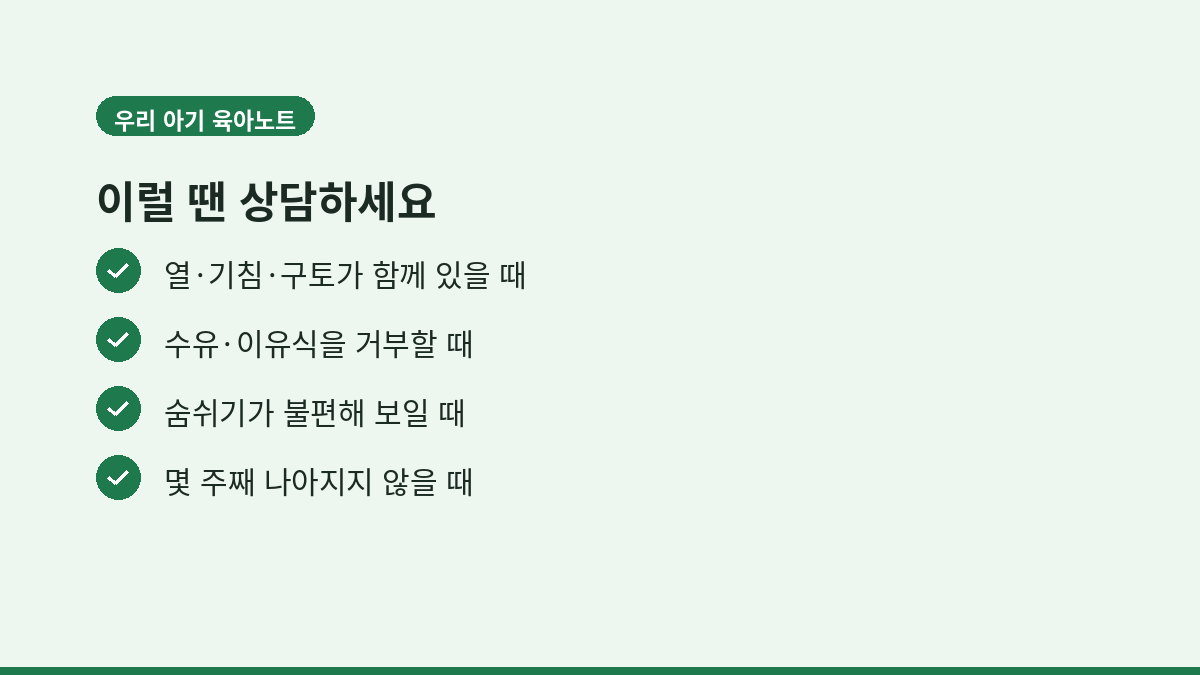 우리 아기 육아노트
이럴 땐 상담하세요
열·기침·구토가 함께 있을 때
수유·이유식을 거부할 때
숨쉬기가 불편해 보일 때
몇 주째 나아지지 않을 때